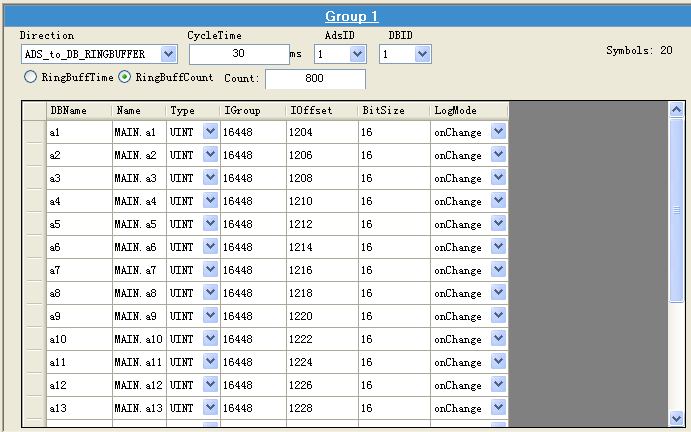 Group 1
Direction CycleTime AdsID DBID
ADS_to_DB_RINGBUFFER 30 ms 1 1 Symbols: 20
RingBuffTime RingBuffCount Count: 800
DBName Name Type IGroup IOffset BitSize LogMode
a1 MAIN.a1 UINT 16448 1204 16 onChange
a2 MAIN.a2 UINT 16448 1206 16 onChange
a3 MAIN.a3 UINT 16448 1208 16 onChange
a4 MAIN.a4 UINT 16448 1210 16 onChange
a5 MAIN.a5 UINT 16448 1212 16 onChange
a6 MAIN.a6 UINT 16448 1214 16 onChange
a7 MAIN.a7 UINT 16448 1216 16 onChange
a8 MAIN.a8 UINT 16448 1218 16 onChange
a9 MAIN.a9 UINT 16448 1220 16 onChange
a10 MAIN.a10 UINT 16448 1222 16 onChange
a11 MAIN.a11 UINT 16448 1224 16 onChange
a12 MAIN.a12 UINT 16448 1226 16 onChange
a13 MAIN.a13 UINT 16448 1228 16 onChange